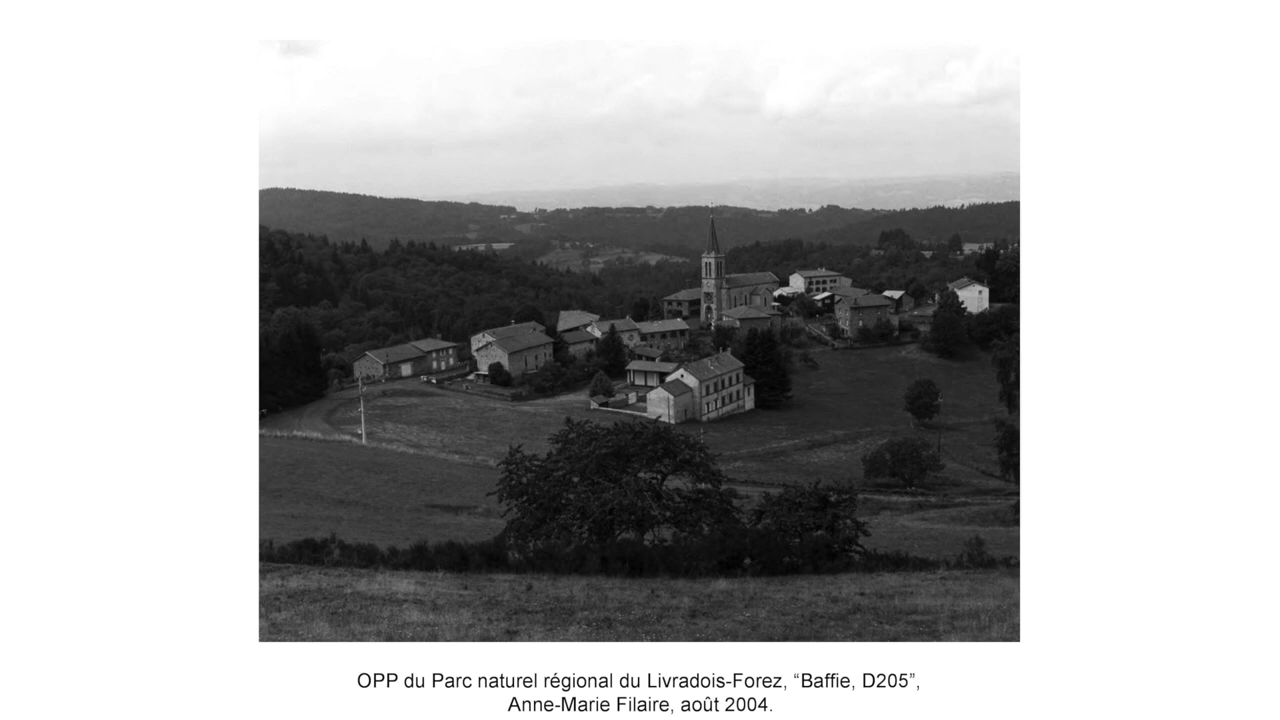 OPP du Parc naturel régional du Livradois-Forez, “Baffie, D205”,
Anne-Marie Filaire, août 2004.